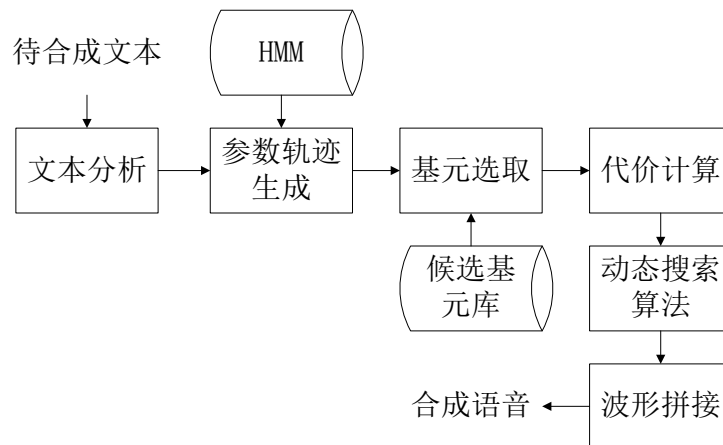 待合成文本
HMM
文本分析
参数轨迹
生成
基元选取
代价计算
候选基
元库
动态搜索
算法
合成语音
波形拼接